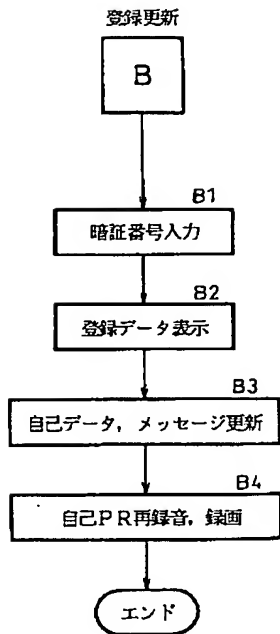 登録更新
B
B1
暗証番号入力
B2
登録データ表示
B3
自己データ，メッセージ更新
B4
自己PR再録音，録画
エンド